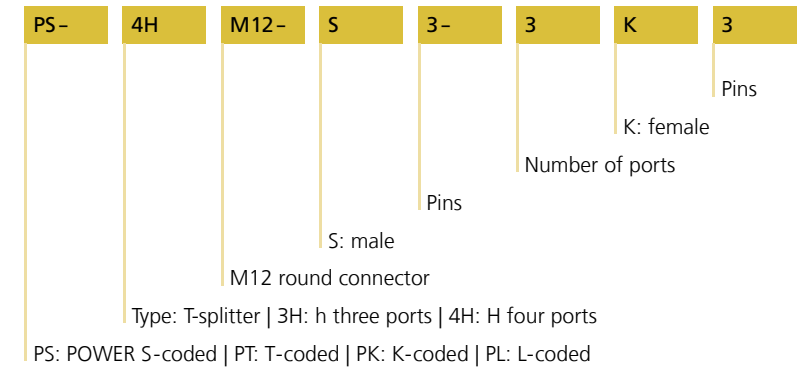 PS– 4H M12– S 3– 3 K 3
Pins
K: female
Number of ports
Pins
S: male
M12 round connector
Type: T-splitter | 3H: h three ports | 4H: H four ports
PS: POWER S-coded | PT: T-coded | PK: K-coded | PL: L-coded